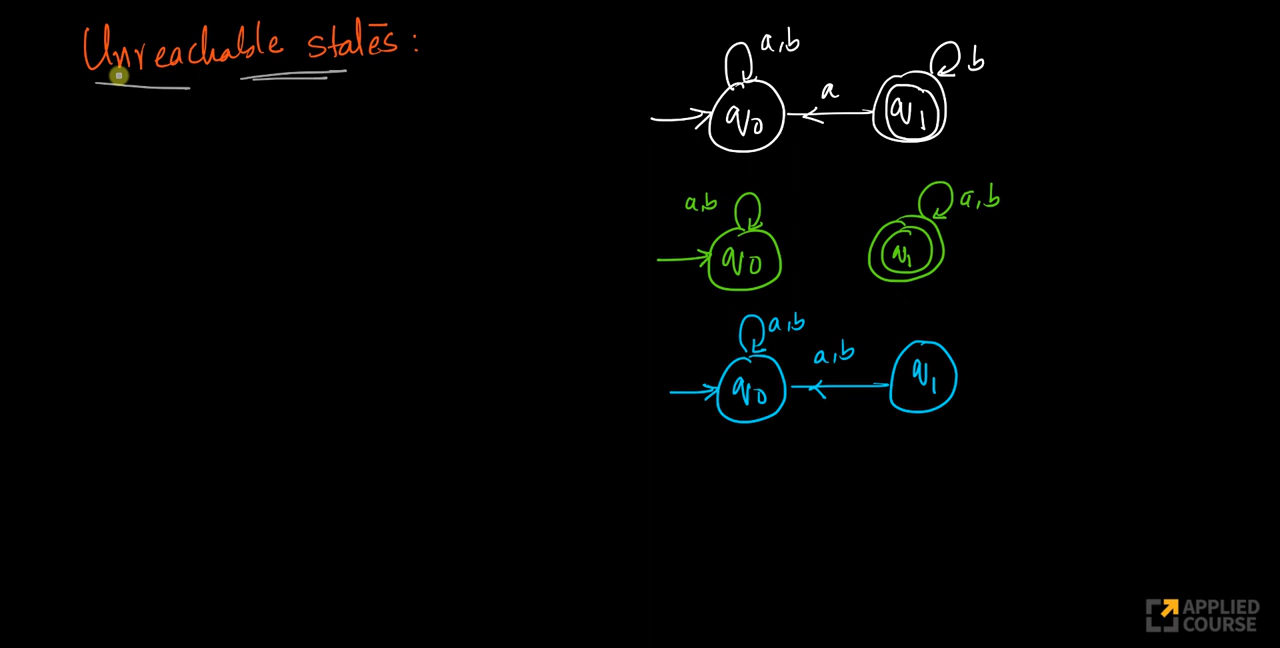 Unreachable states:
a,b
b
a
q0
q1
a,b
a,b
q0
q1
a,b
a,b
q0
q1
APPLIED
COURSE